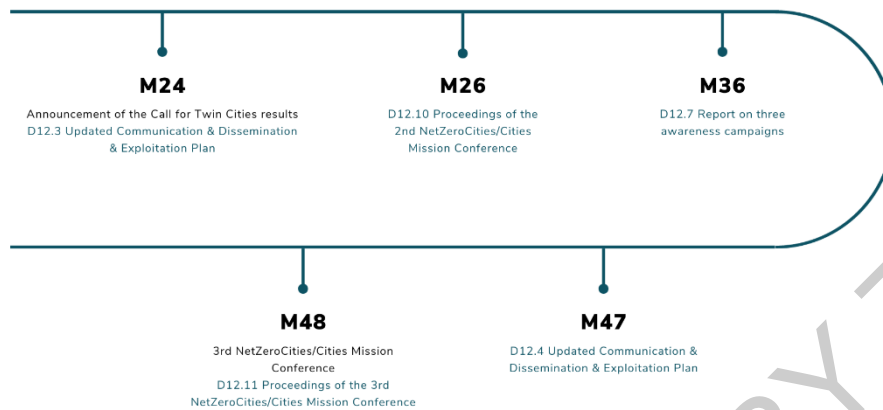 M24
Announcement of the Call for Twin Cities results
D12.3 Updated Communication & Dissemination
& Exploitation Plan
M26
D12.10 Proceedings of the
2nd NetZeroCities/Cities
Mission Conference
M36
D12.7 Report on three
awareness campaigns
M48
3rd NetZeroCities/Cities Mission
Conference
D12.11 Proceedings of the 3rd
NetZeroCities/Cities Mission Conference
M47
D12.4 Updated Communication &
Dissemination & Exploitation Plan